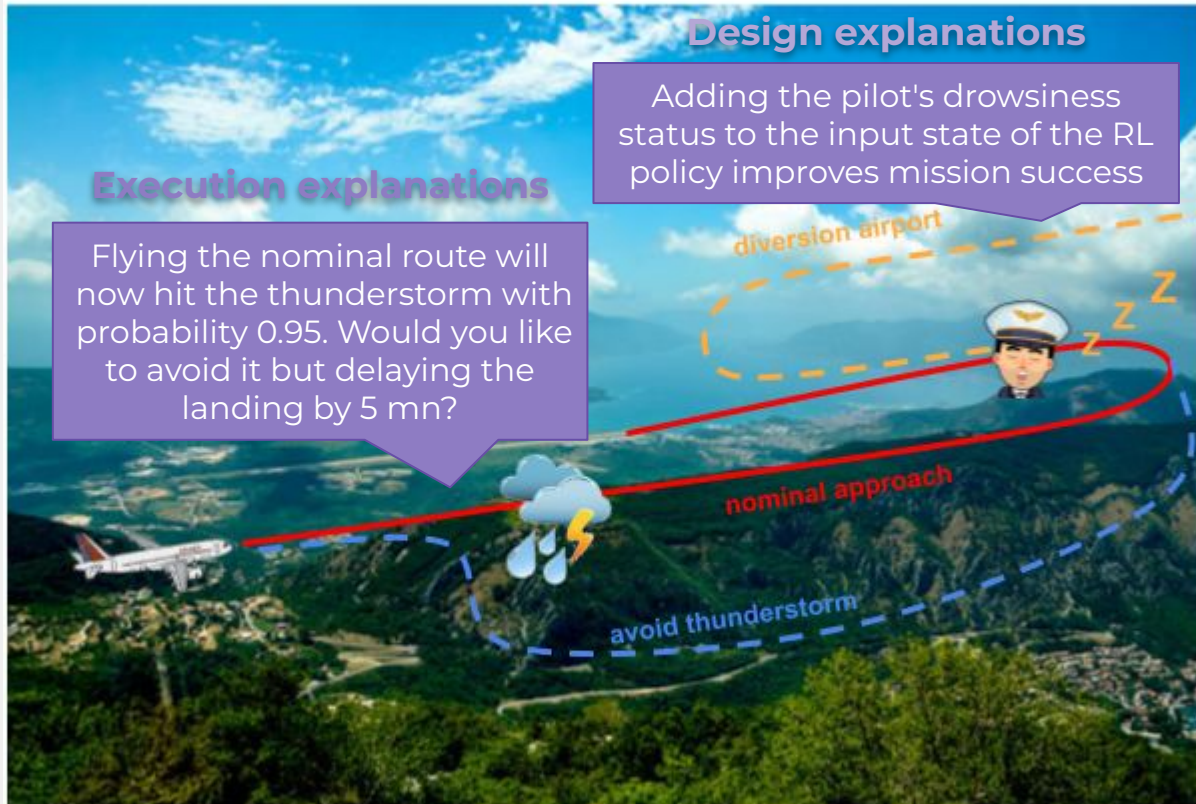 Design explanations
Adding the pilot's drowsiness
status to the input state of the RL
policy improves mission success
Execution explanations
Flying the nominal route will
now hit the thunderstorm with
probability 0.95. Would you like
to avoid it but delaying the
landing by 5 mn?
diversion airport
z Z Z
nominal approach
avoid thunderstorm